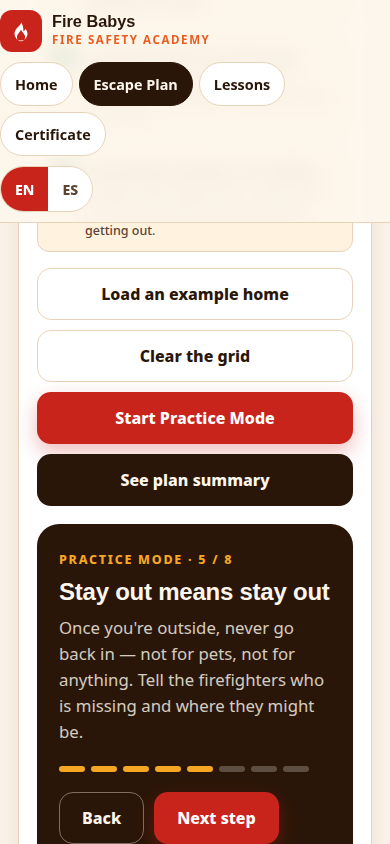 Fire Babys
FIRE SAFETY ACADEMY
Home
Escape Plan
Lessons
Certificate
EN
ES
getting out.
Load an example home
Clear the grid
Start Practice Mode
See plan summary
PRACTICE MODE · 5 / 8
Stay out means stay out
Once you're outside, never go
back in — not for pets, not for
anything. Tell the firefighters who
is missing and where they might
be.
Back
Next step